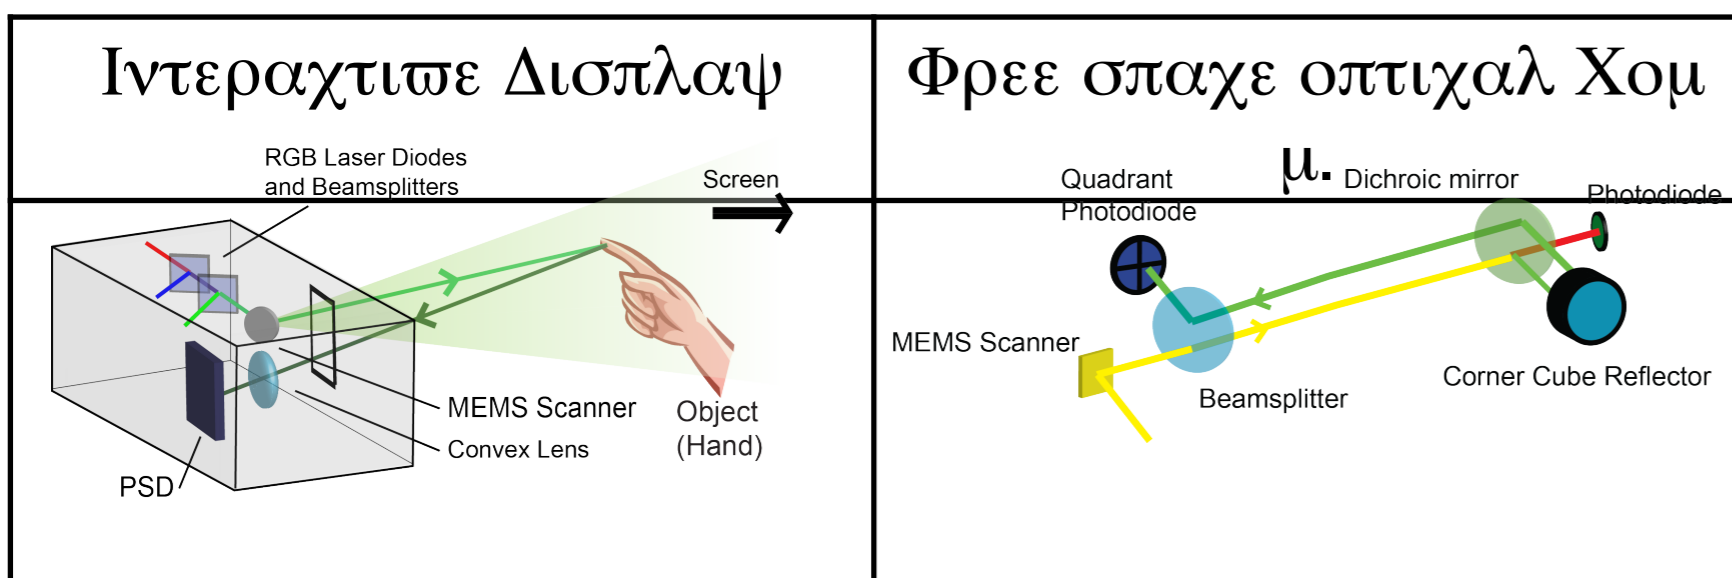 Ιντεραχτιϖε Δισπλαψ
RGB Laser Diodes
and Beamsplitters
Screen
MEMS Scanner
Convex Lens
PSD
Object
(Hand)
Φρεε σπαχε οπτιχαλ Χομ
μ.
Quadrant
Photodiode
Dichroic mirror
Photodiode
MEMS Scanner
Beamsplitter
Corner Cube Reflector